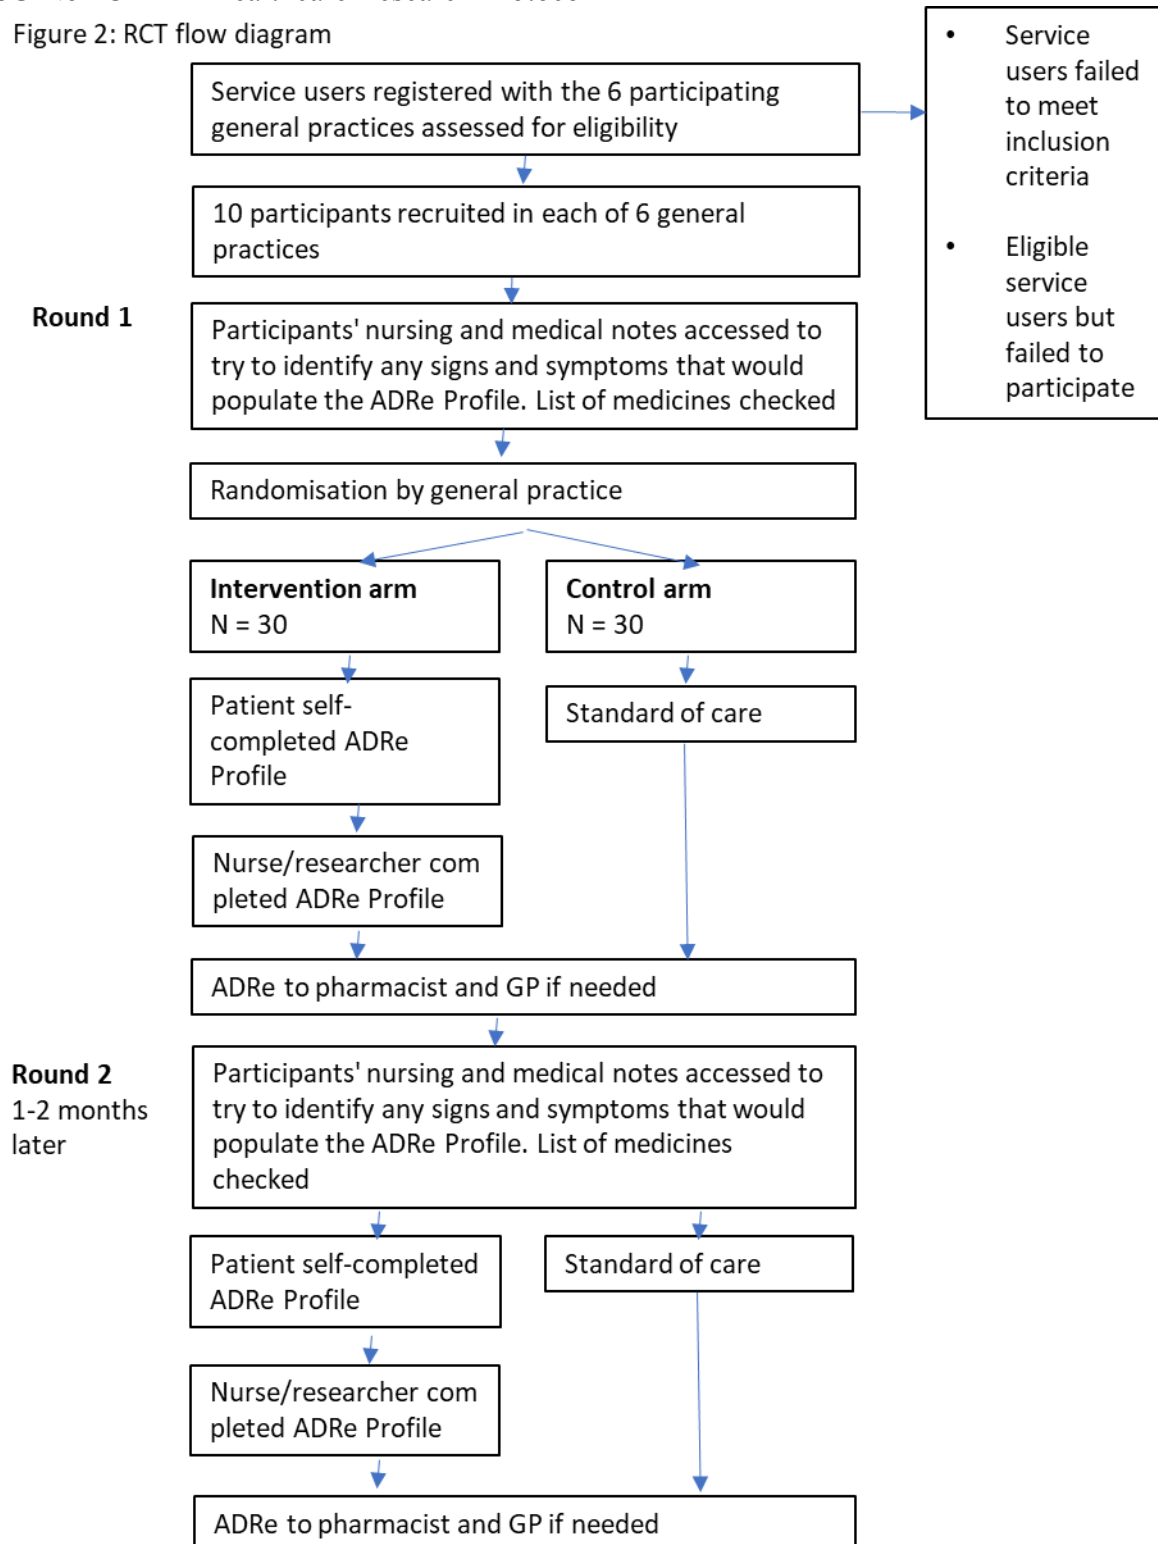 Figure 2: RCT flow diagram
Service users registered with the 6 participating
general practices assessed for eligibility
• Service
users failed
to meet
inclusion
criteria
• Eligible
service
users but
failed to
participate
10 participants recruited in each of 6 general
practices
Round 1
Participants' nursing and medical notes accessed to
try to identify any signs and symptoms that would
populate the ADRe Profile. List of medicines checked
Randomisation by general practice
Intervention arm
N = 30
Control arm
N = 30
Patient self-
completed ADRe
Profile
Standard of care
Nurse/researcher com
pleted ADRe Profile
ADRe to pharmacist and GP if needed
Round 2
1-2 months
later
Participants' nursing and medical notes accessed to
try to identify any signs and symptoms that would
populate the ADRe Profile. List of medicines
checked
Patient self-completed
ADRe Profile
Standard of care
Nurse/researcher com
pleted ADRe Profile
ADRe to pharmacist and GP if needed